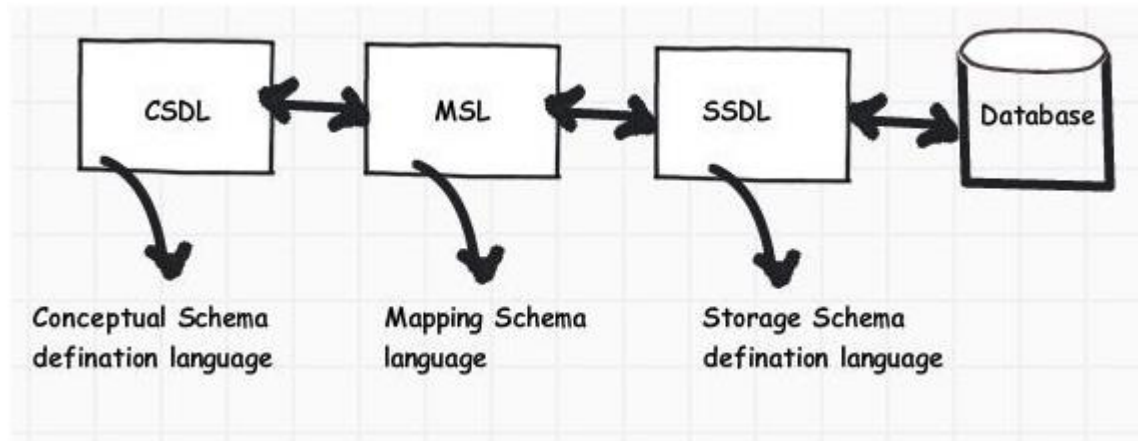 CSDL
MSL
SSDL
Database
Conceptual Schema
defination language
Mapping Schema
language
Storage Schema
defination language